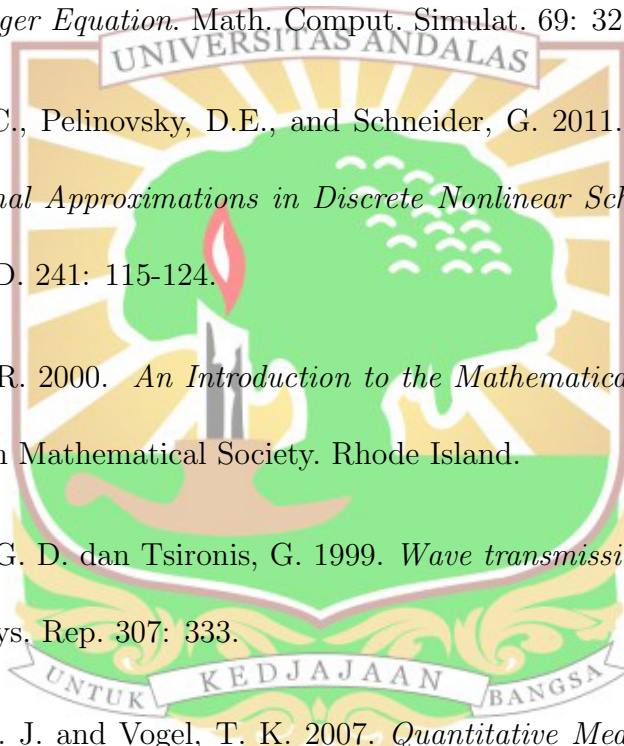 ger Equation. Math. Comput. Simulat. 69: 32
UNIVERSITAS ANDALAS
C., Pelinovsky, D.E., and Schneider, G. 2011.
nal Approximations in Discrete Nonlinear Sch
D. 241: 115-124.
R. 2000. An Introduction to the Mathematica
n Mathematical Society. Rhode Island.
G. D. dan Tsironis, G. 1999. Wave transmissi
ys. Rep. 307: 333.
UNTUK KEDJAJAAN BANGSA
. J. and Vogel, T. K. 2007. Quantitative Med